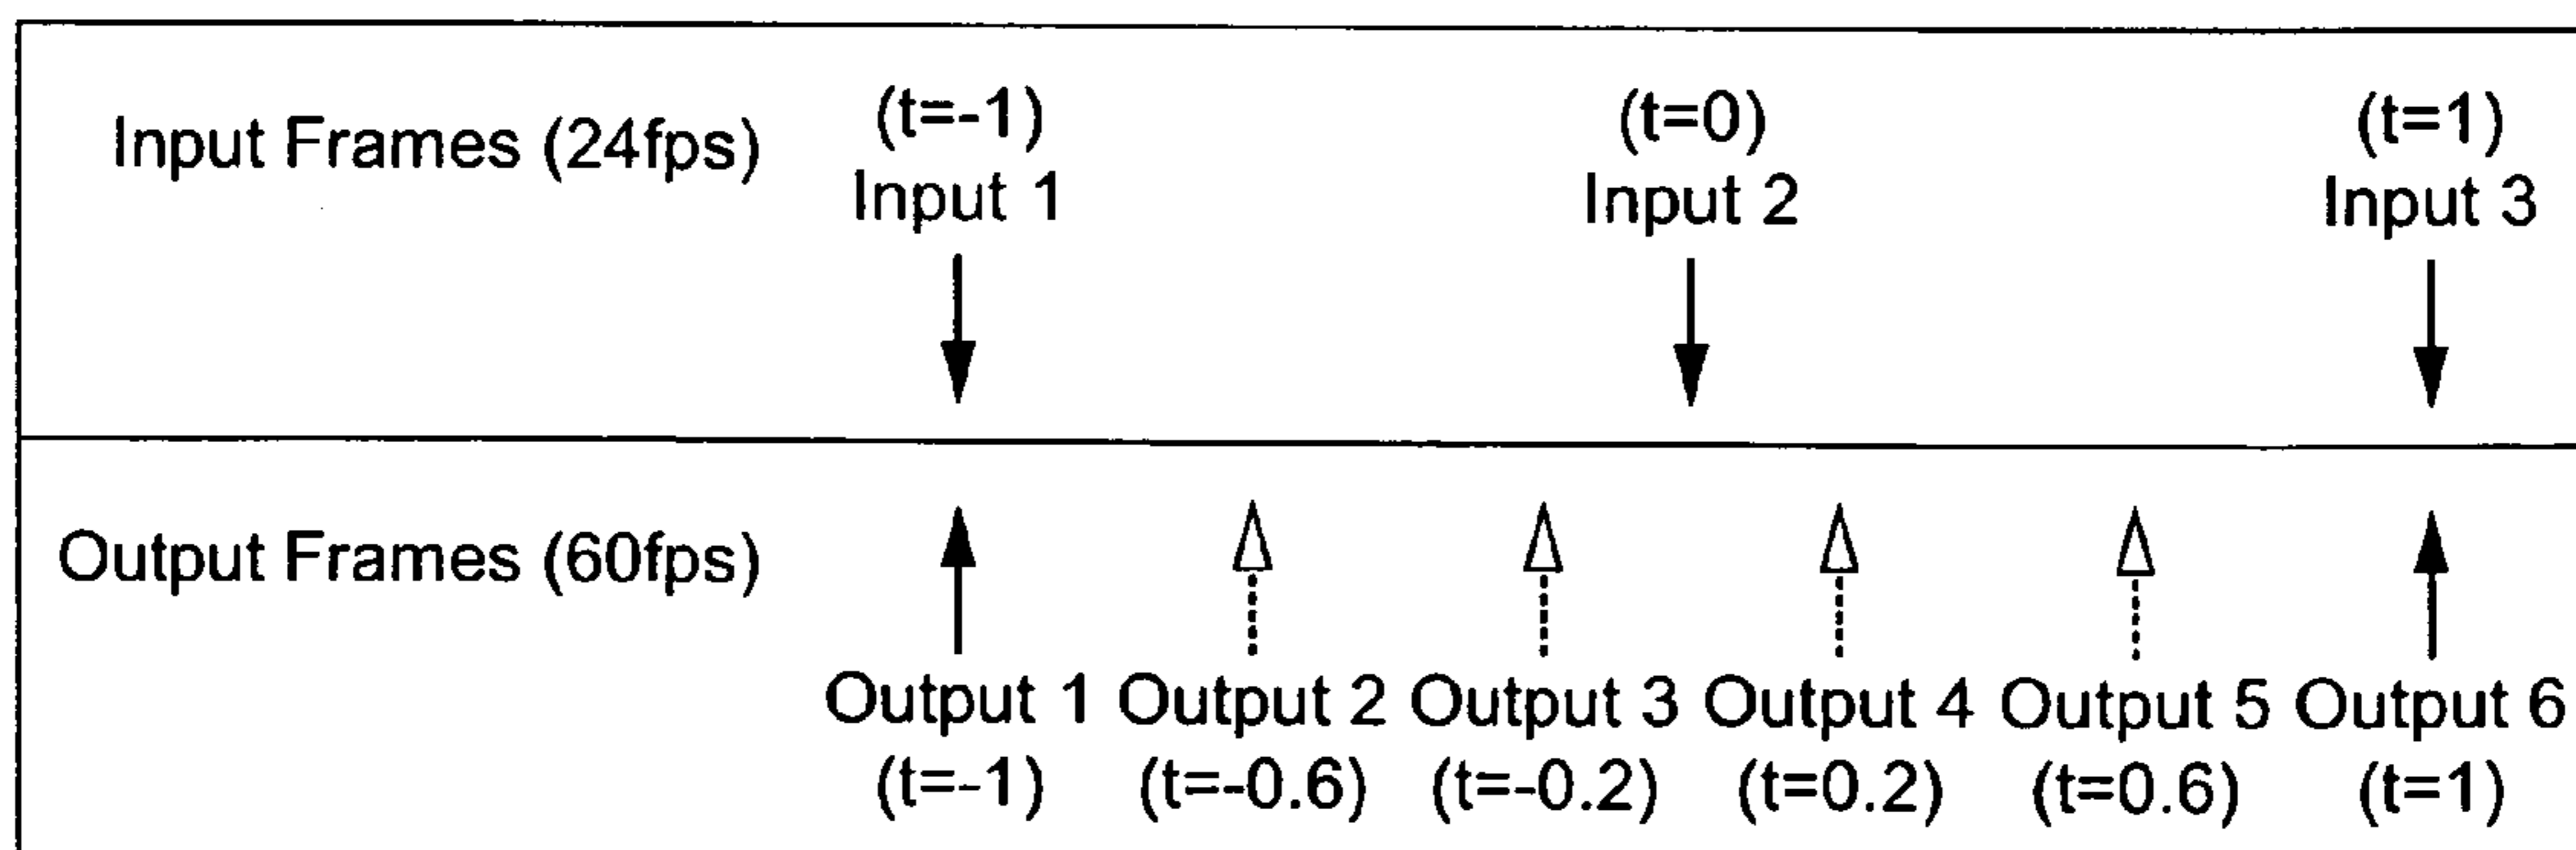 Input Frames (24fps)
(t=-1)
Input 1
(t=0)
Input 2
(t=1)
Input 3
Output Frames (60fps)
Output 1 Output 2 Output 3 Output 4 Output 5 Output 6
(t=-1) (t=-0.6) (t=-0.2) (t=0.2) (t=0.6) (t=1)